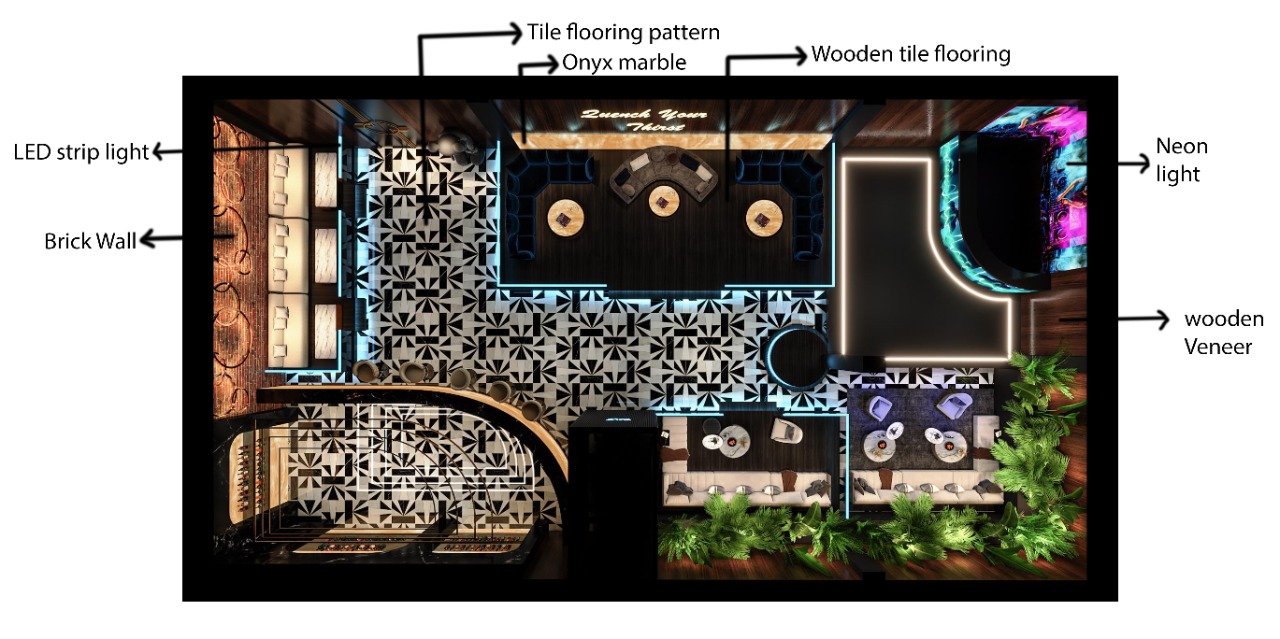 Tile flooring pattern
Onyx marble
Wooden tile flooring
Quench Your
Thirst
LED strip light
Neon
light
Brick Wall
wooden
Veneer